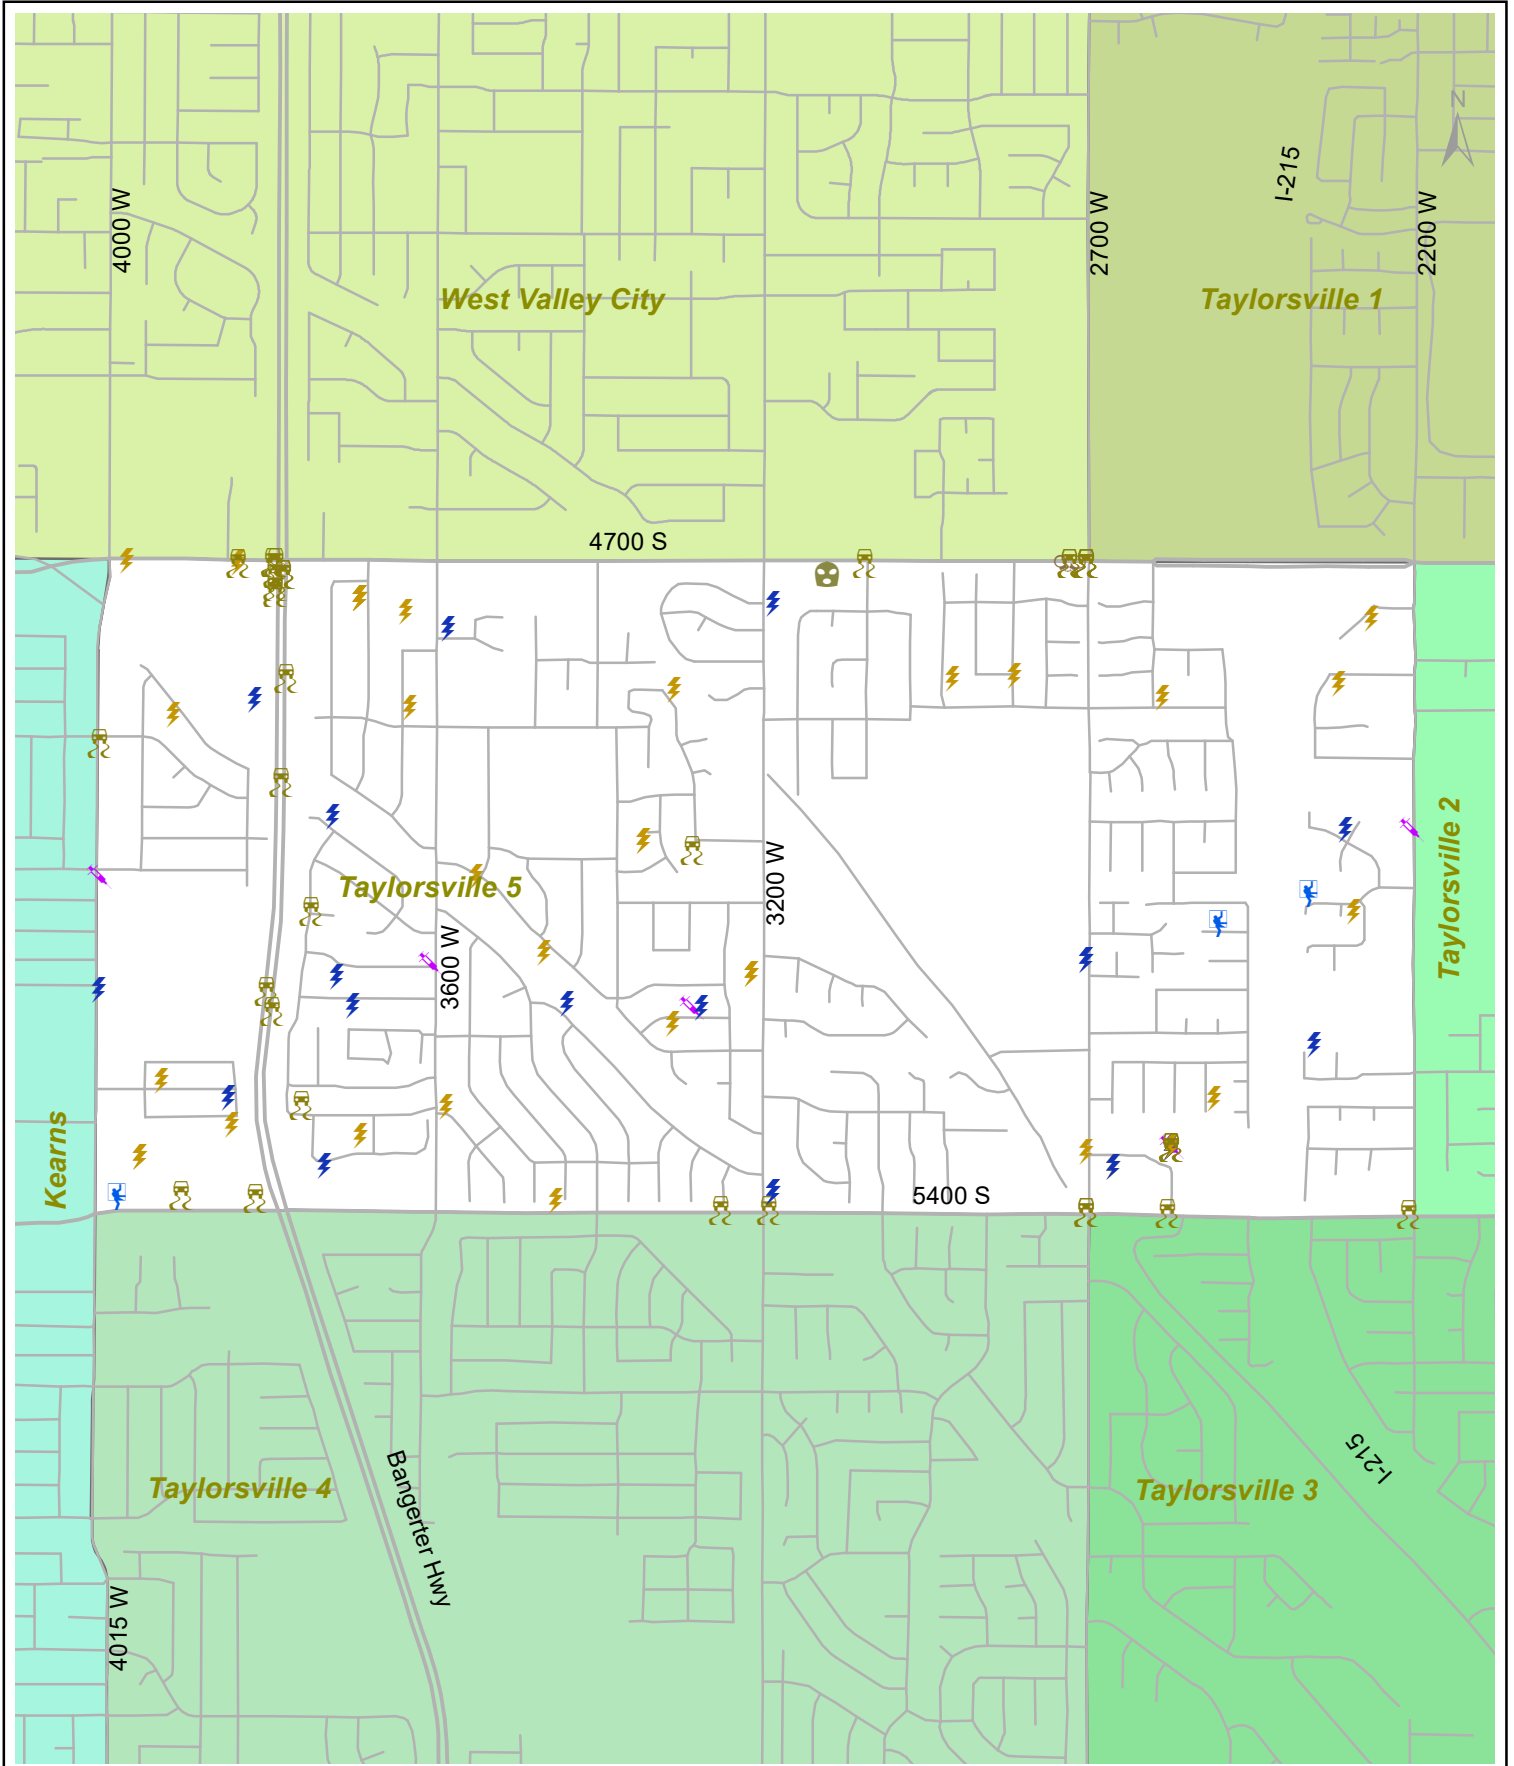 N
I-215
4000 W
2700 W
2200 W
West Valley City
Taylorsville 1
4700 S
Taylorsville 2
3200 W
Taylorsville 5
3600 W
Kearns
5400 S
I-215
Taylorsville 4
Taylorsville 3
Bangerter Hwy
4015 W